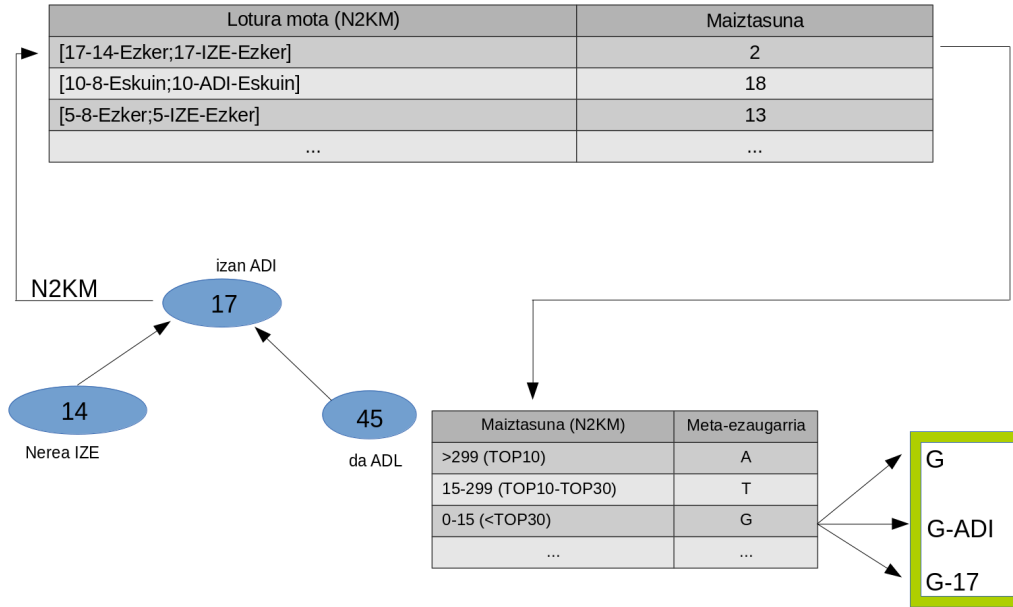 Lotura mota (N2KM) Maiztasuna
[17-14-Ezker;17-IZE-Ezker] 2
[10-8-Eskuin;10-ADI-Eskuin] 18
[5-8-Ezker;5-IZE-Ezker] 13
... ...
izan ADI
N2KM
17
14
45
Nerea IZE
da ADL
Maiztasuna (N2KM) Meta-ezaugarria
>299 (TOP10) A
15-299 (TOP10-TOP30) T
0-15 (<TOP30) G
... ...
G
G-ADI
G-17